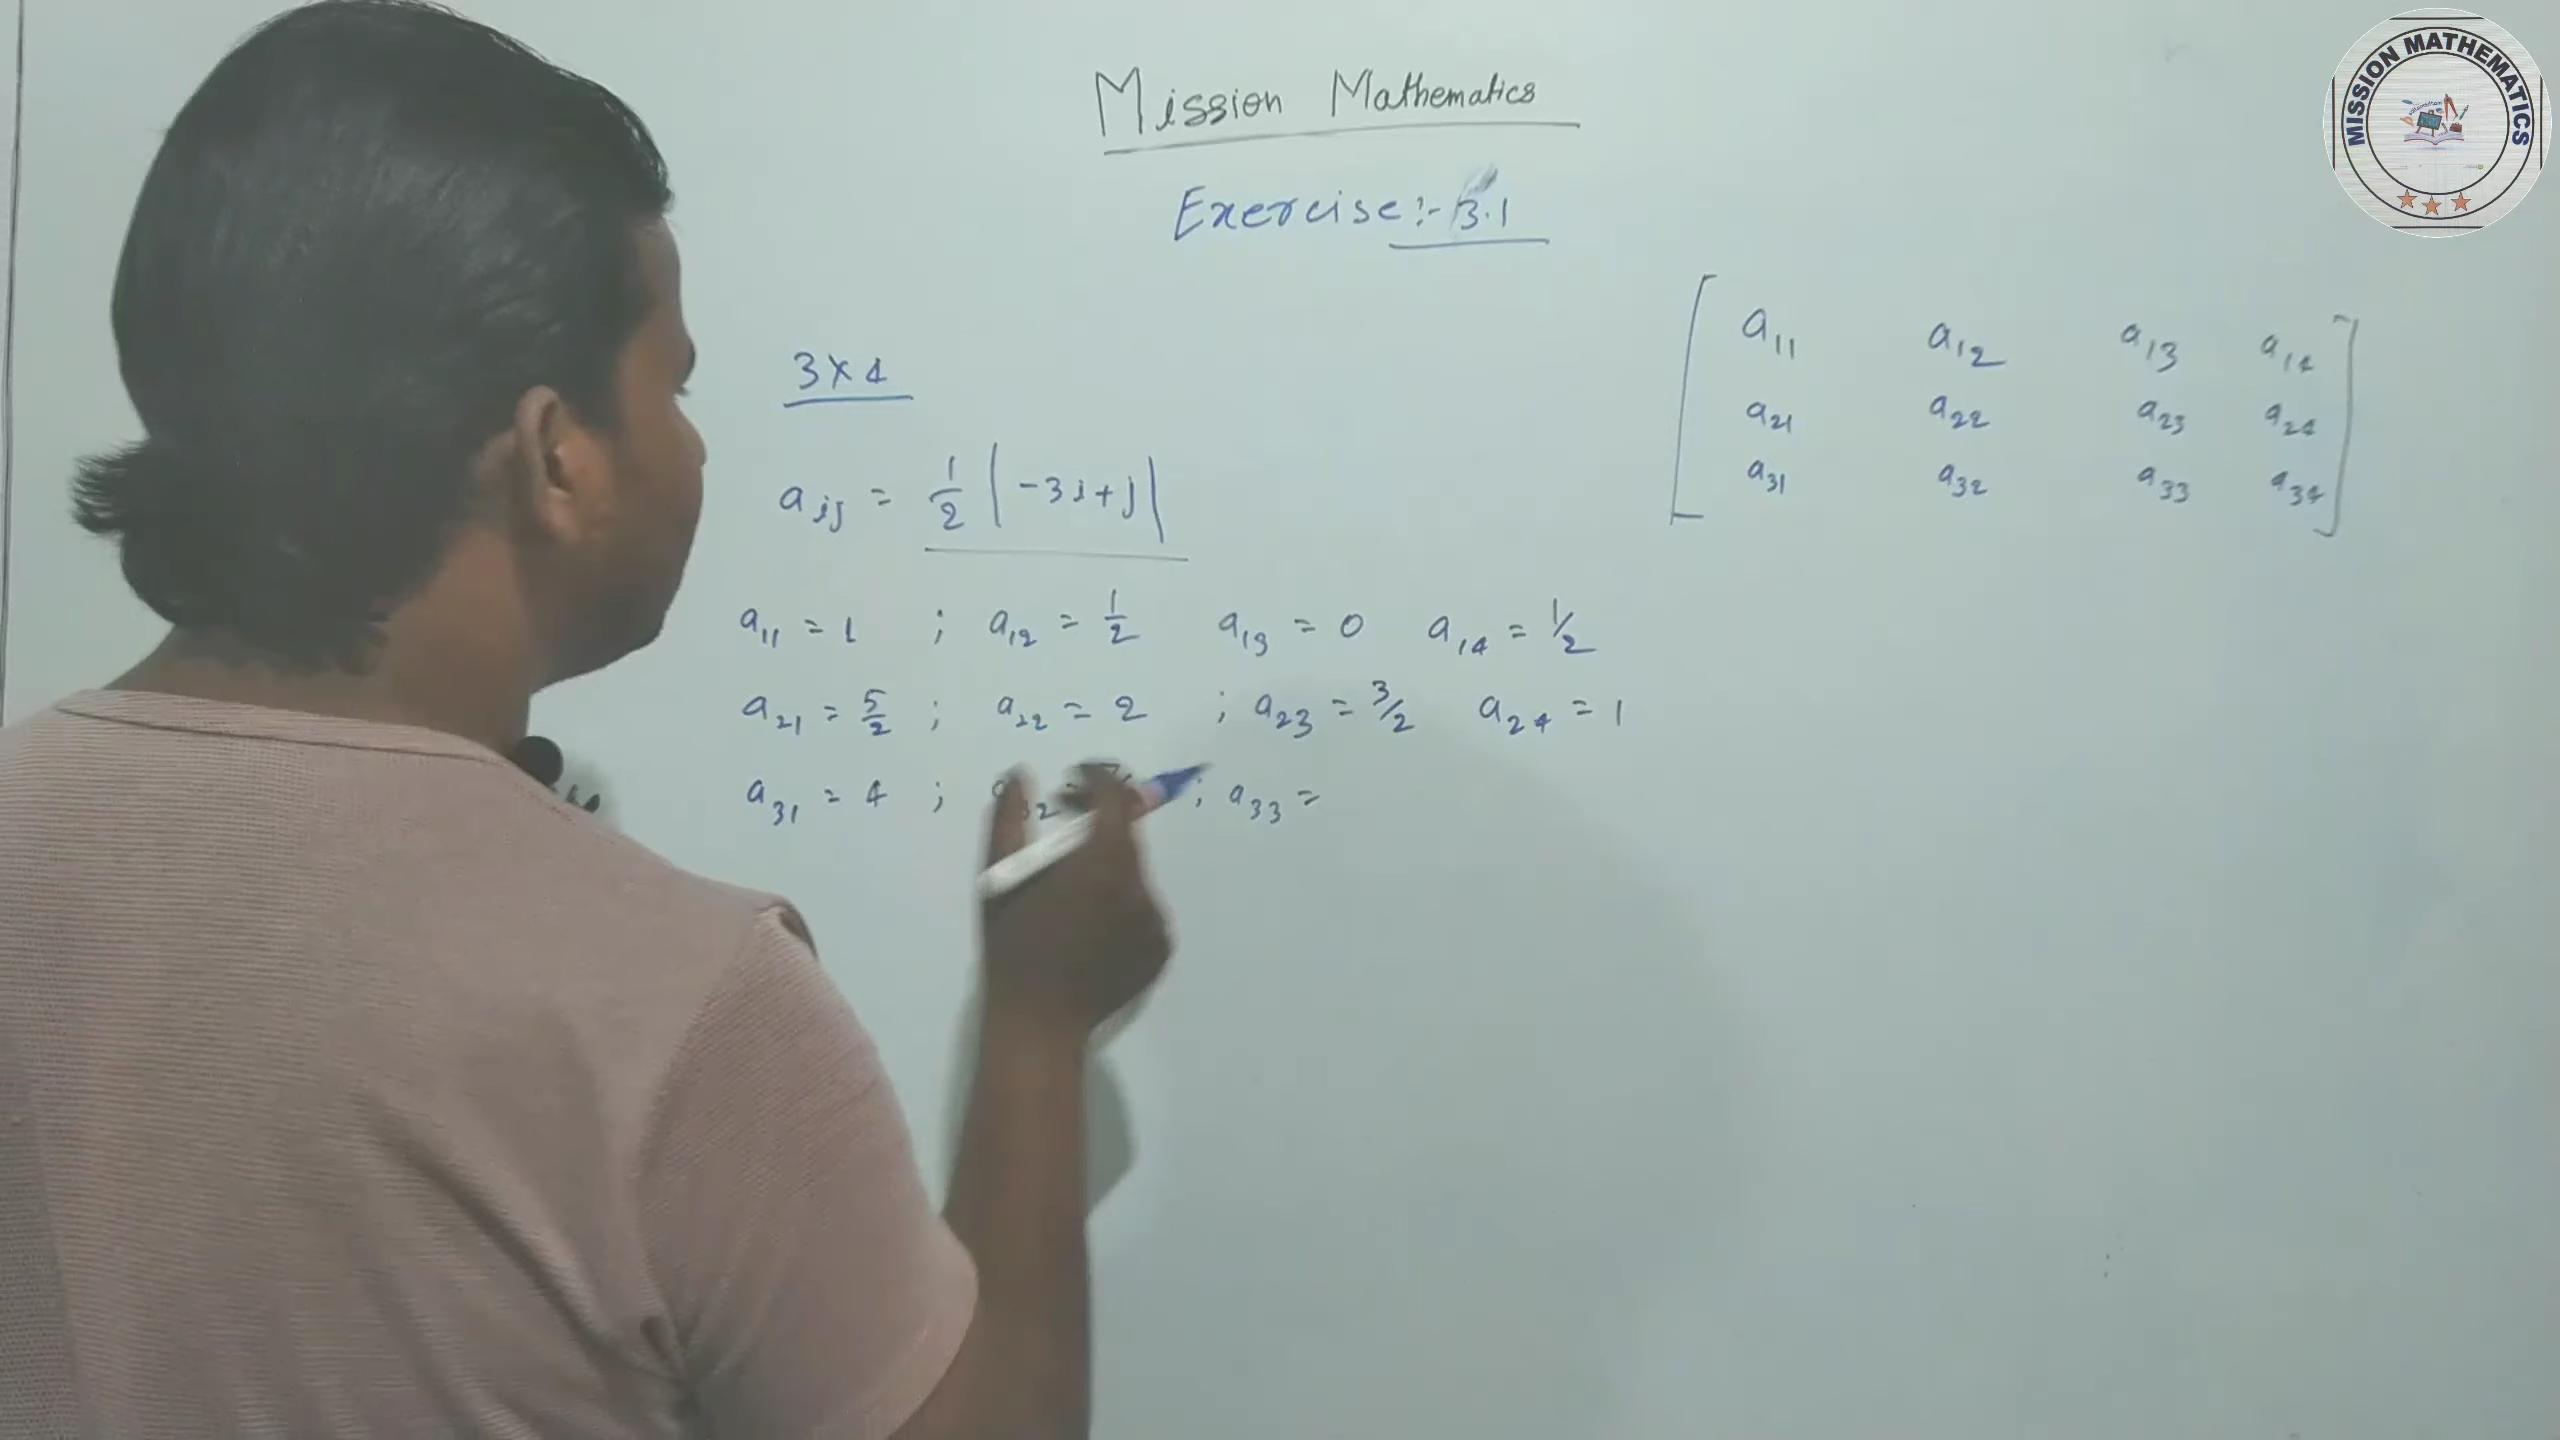 MISSION MATHEMATICS
Mission Mathematics
Exercise:- 3.1
3×4
a11 a12 a13 a14
a21 a22 a23 a24
a31 a32 a33 a34
aij = 1/2 |-3i+j|
a11 = 1 ; a12 = 1/2 a13 = 0 a14 = 1/2
a21 = 5/2 ; a22 = 2 ; a23 = 3/2 a24 = 1
a31 = 4 ; ; a33 =